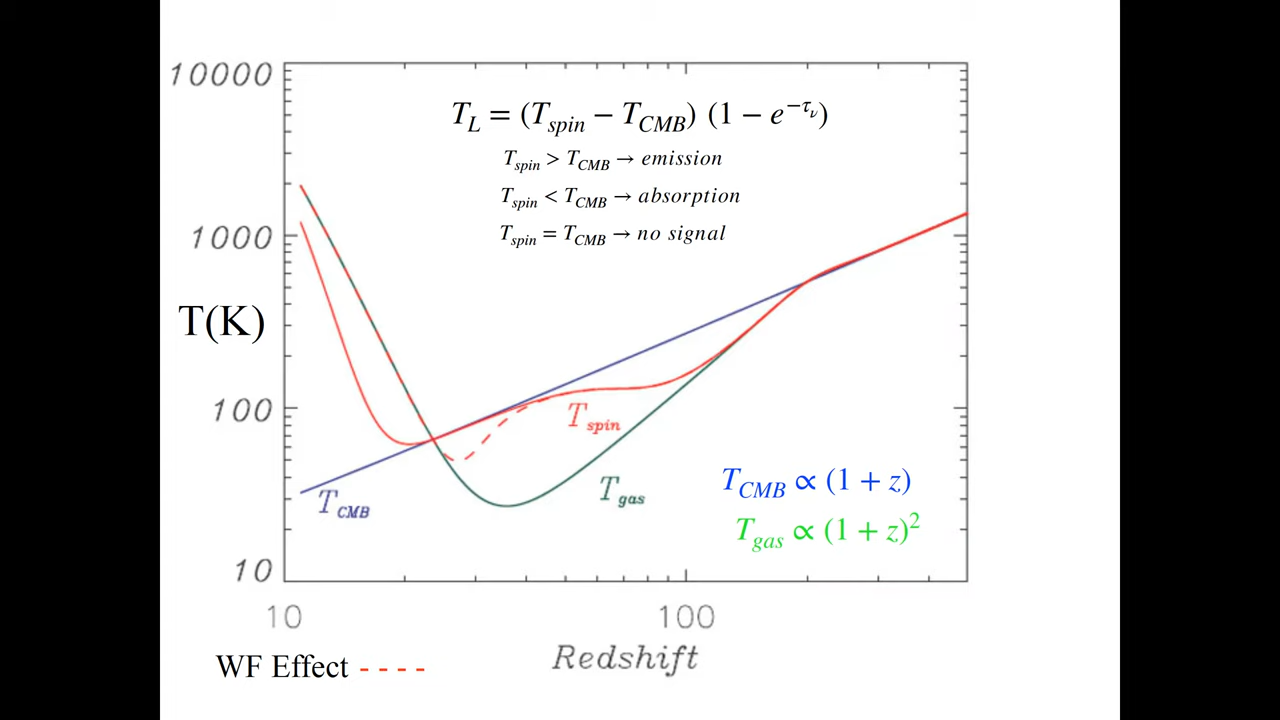 10000
T_L = (T_spin − T_CMB) (1 − e^{−τ_ν})
T_spin > T_CMB → emission
T_spin < T_CMB → absorption
T_spin = T_CMB → no signal
1000
T(K)
100
T_spin
T_CMB
T_gas
T_CMB ∝ (1 + z)
T_gas ∝ (1 + z)^2
10
10 100
Redshift
WF Effect